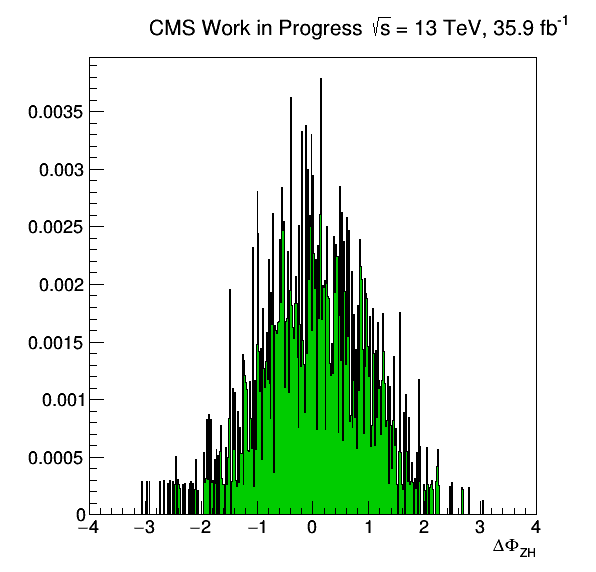 CMS Work in Progress √s = 13 TeV, 35.9 fb⁻¹
0.0035
0.003
0.0025
0.002
0.0015
0.001
0.0005
0
−4 −3 −2 −1 0 1 2 3 4
ΔΦ_ZH